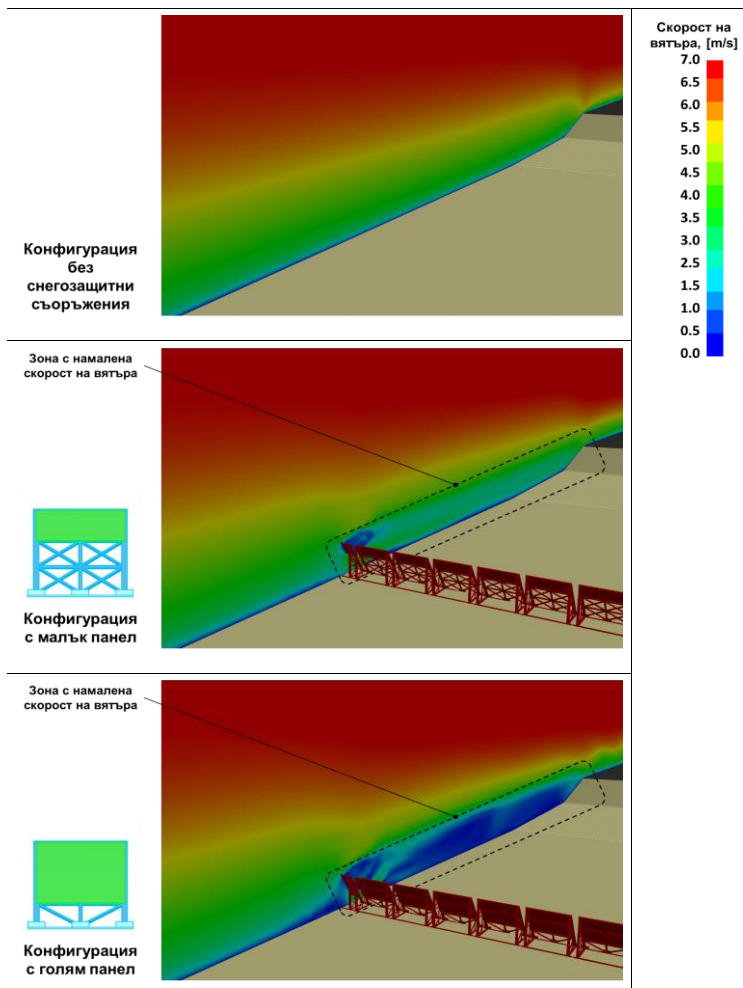 Скорост на
вятъра, [m/s]
7.0
6.5
6.0
5.5
5.0
4.5
4.0
3.5
3.0
2.5
2.0
1.5
1.0
0.5
0.0
Конфигурация
без
снегозащитни
съоръжения
Зона с намалена
скорост на вятъра
Конфигурация
с малък панел
Зона с намалена
скорост на вятъра
Конфигурация
с голям панел